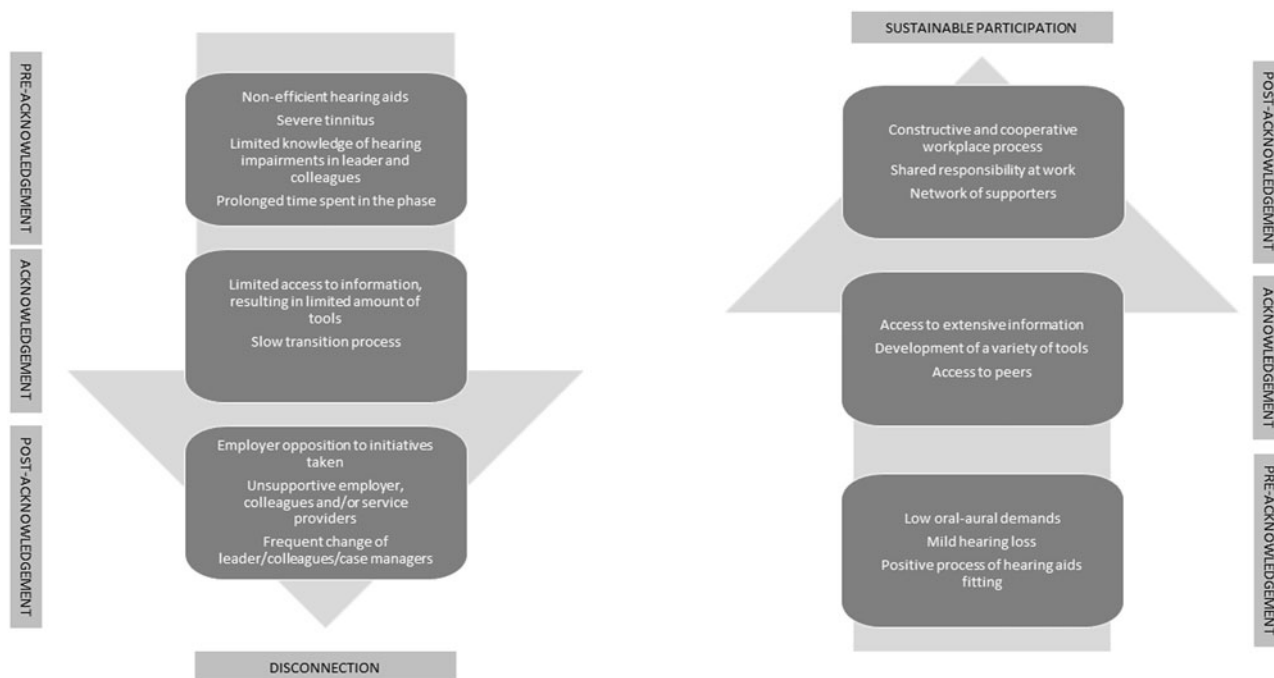 PRE-ACKNOWLEDGEMENT
Non-efficient hearing aids
Severe tinnitus
Limited knowledge of hearing
impairments in leader and
colleagues
Prolonged time spent in the phase
ACKNOWLEDGEMENT
Limited access to information,
resulting in limited amount of
tools
Slow transition process
POST-ACKNOWLEDGEMENT
Employer opposition to initiatives
taken
Unsupportive employer,
colleagues and/or service
providers
Frequent change of
leader/colleagues/case managers
DISCONNECTION
SUSTAINABLE PARTICIPATION
POST-ACKNOWLEDGEMENT
Constructive and cooperative
workplace process
Shared responsibility at work
Network of supporters
ACKNOWLEDGEMENT
Access to extensive information
Development of a variety of tools
Access to peers
PRE-ACKNOWLEDGEMENT
Low oral-aural demands
Mild hearing loss
Positive process of hearing aids
fitting